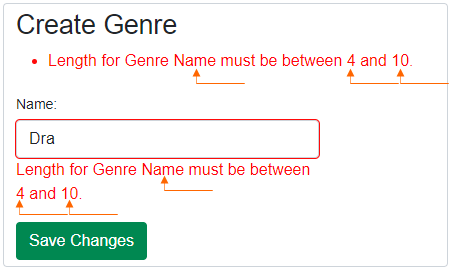 Create Genre
Length for Genre Name must be between 4 and 10.
Name:
Dra
Length for Genre Name must be between
4 and 10.
Save Changes